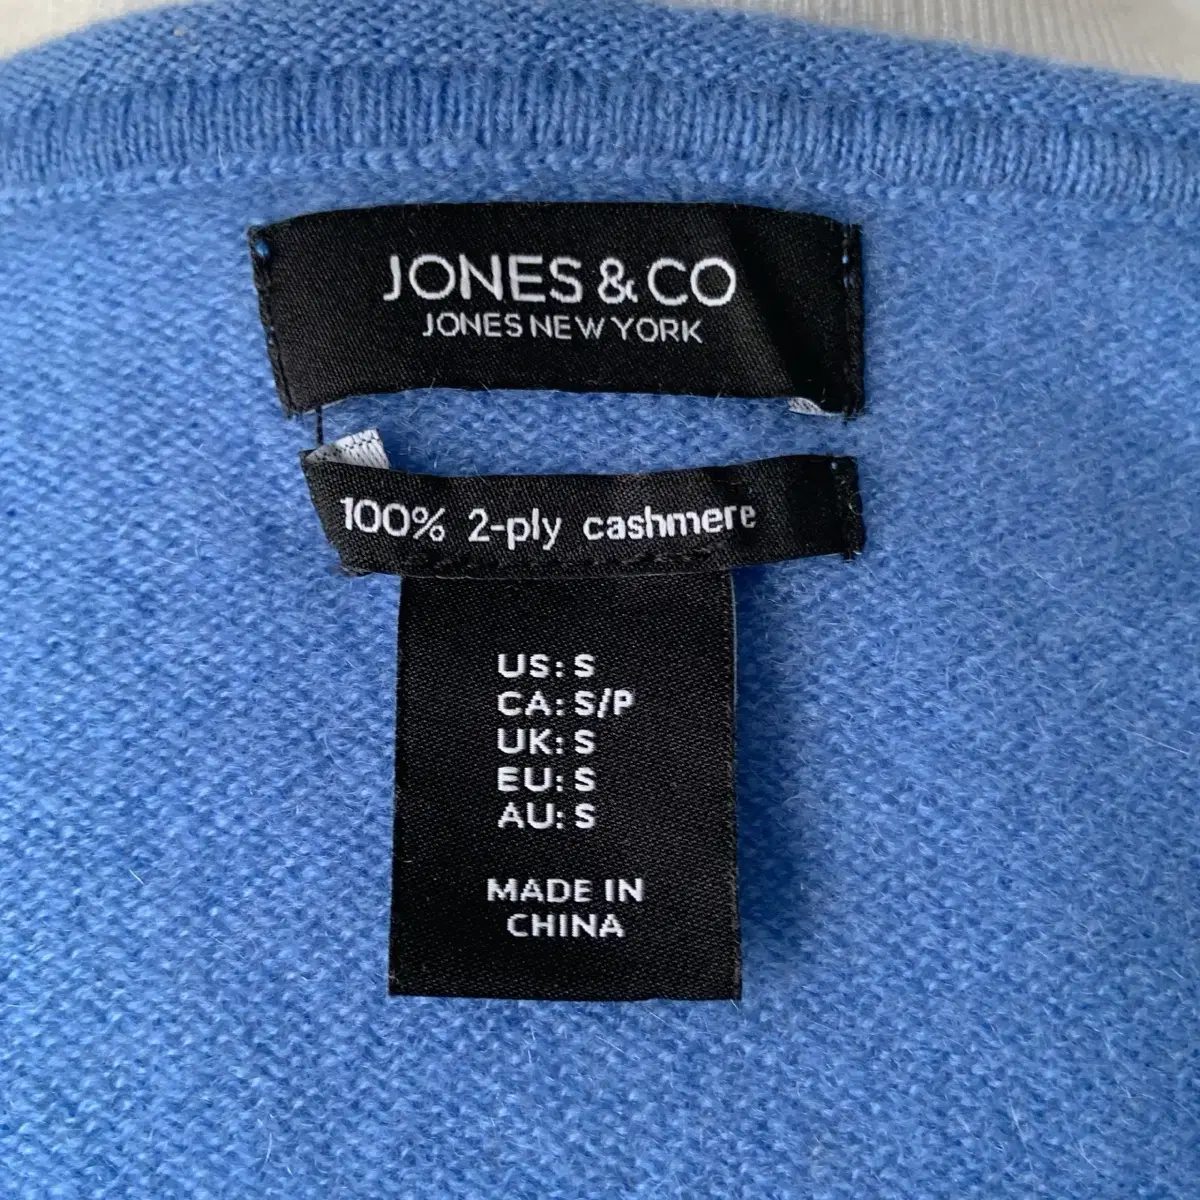 JONES & CO
JONES NEW YORK
100% 2-ply cashmere
US: S
CA: S/P
UK: S
EU: S
AU: S
MADE IN
CHINA